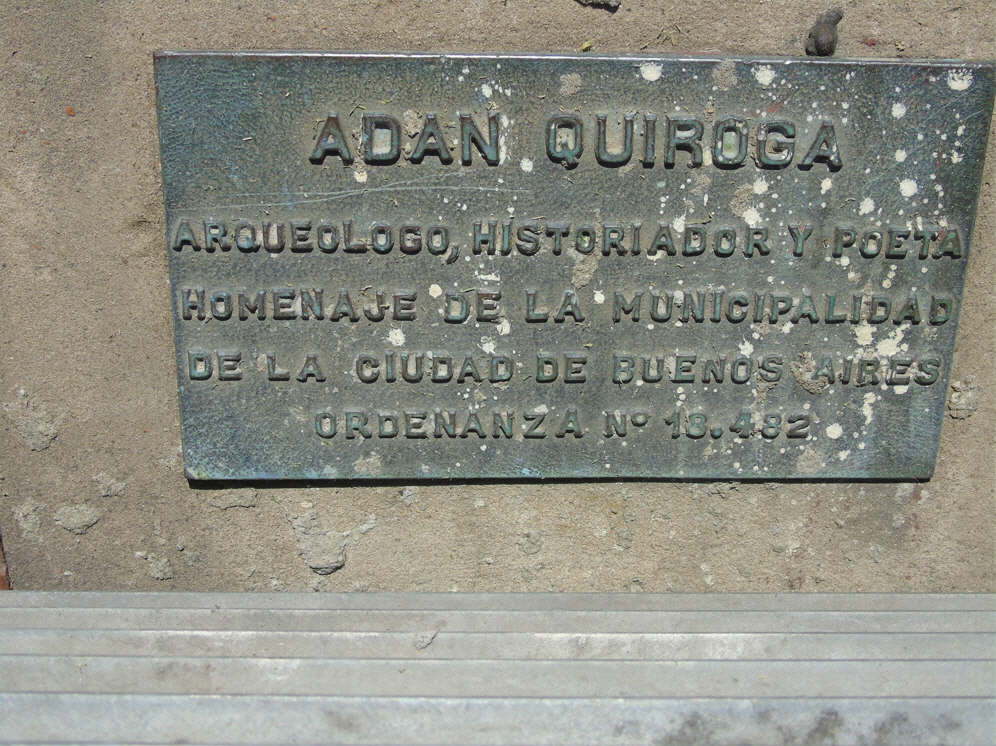 ADAN QUIROGA
ARQUEOLOGO, HISTORIADOR Y POETA
HOMENAJE DE LA MUNICIPALIDAD
DE LA CIUDAD DE BUENOS AIRES
ORDENANZA Nº 18.482